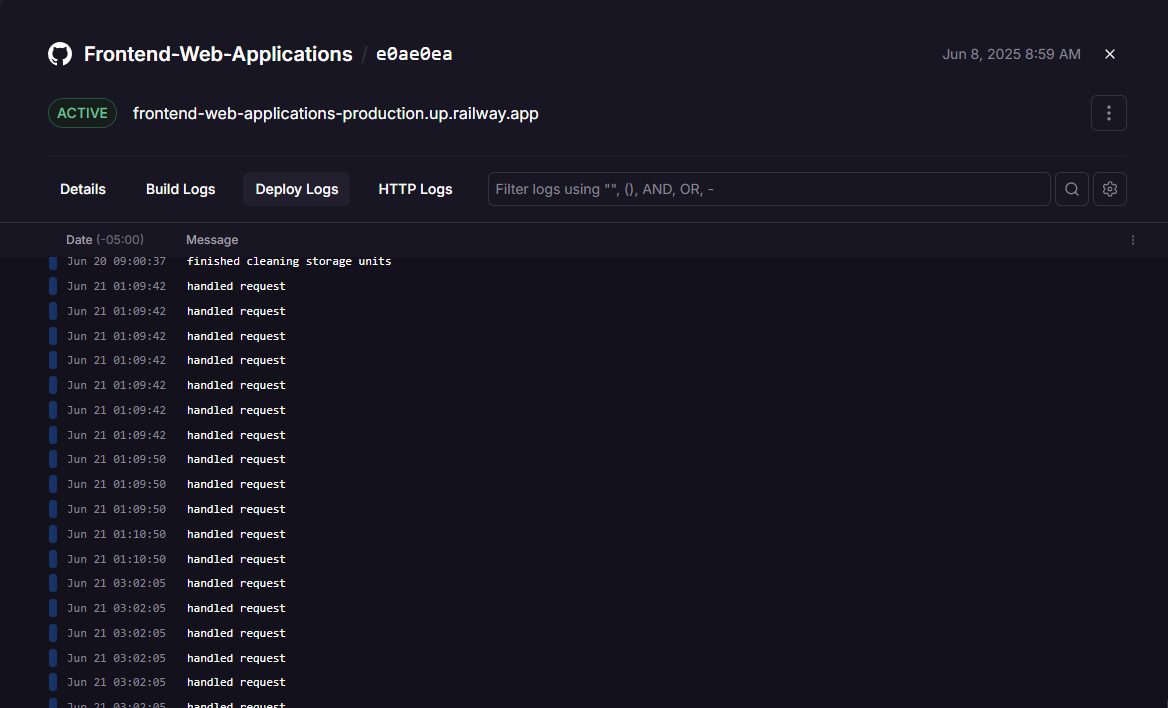 Frontend-Web-Applications / e0ae0ea Jun 8, 2025 8:59 AM
ACTIVE frontend-web-applications-production.up.railway.app
Details Build Logs Deploy Logs HTTP Logs Filter logs using "", (), AND, OR, -
Date (-05:00) Message
Jun 20 09:00:37 finished cleaning storage units
Jun 21 01:09:42 handled request
Jun 21 01:09:42 handled request
Jun 21 01:09:42 handled request
Jun 21 01:09:42 handled request
Jun 21 01:09:42 handled request
Jun 21 01:09:42 handled request
Jun 21 01:09:42 handled request
Jun 21 01:09:50 handled request
Jun 21 01:09:50 handled request
Jun 21 01:09:50 handled request
Jun 21 01:10:50 handled request
Jun 21 01:10:50 handled request
Jun 21 03:02:05 handled request
Jun 21 03:02:05 handled request
Jun 21 03:02:05 handled request
Jun 21 03:02:05 handled request
Jun 21 03:02:05 handled request
Jun 21 03:02:05 handled request